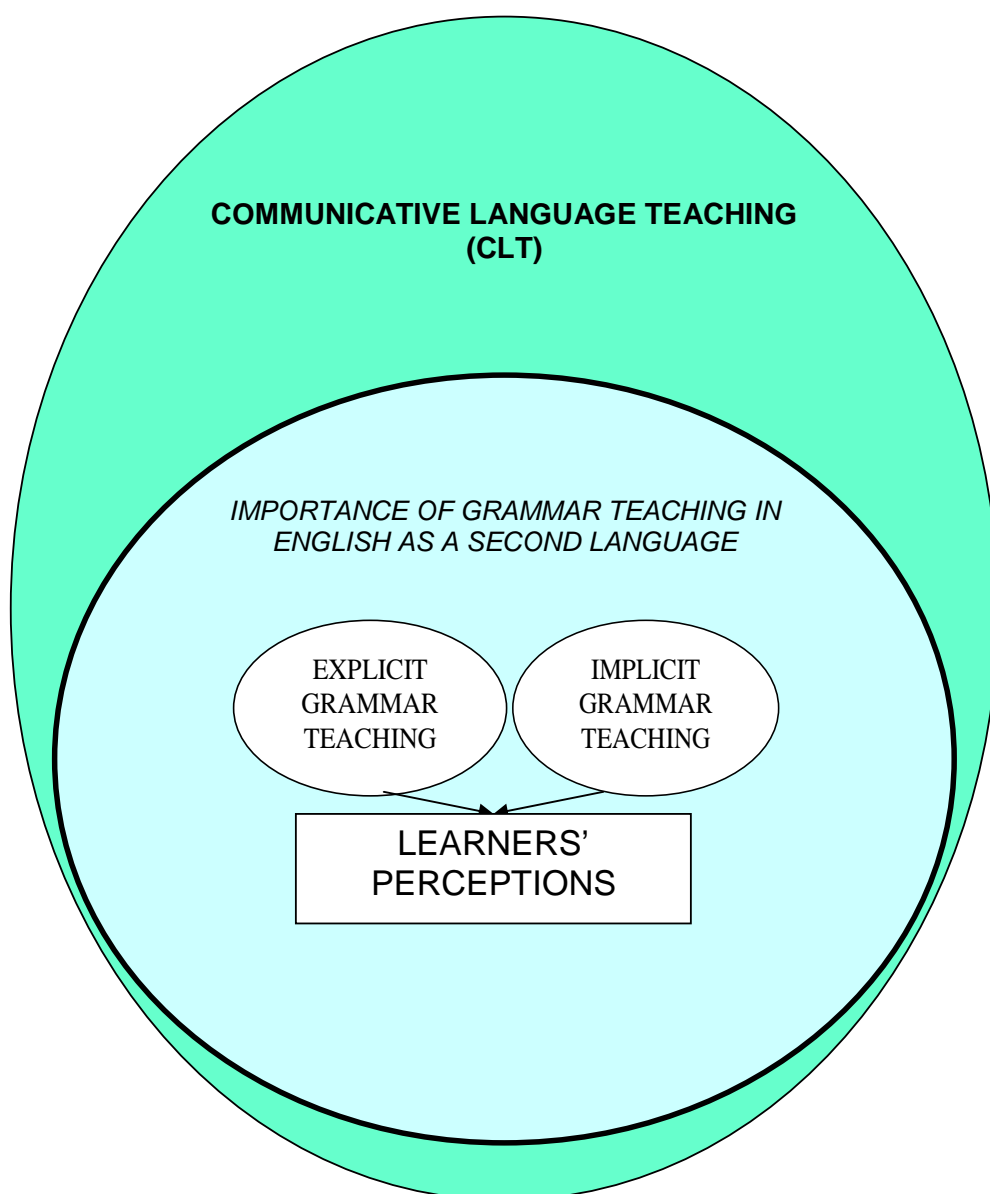 COMMUNICATIVE LANGUAGE TEACHING
(CLT)
IMPORTANCE OF GRAMMAR TEACHING IN
ENGLISH AS A SECOND LANGUAGE
EXPLICIT
GRAMMAR
TEACHING
IMPLICIT
GRAMMAR
TEACHING
LEARNERS’
PERCEPTIONS